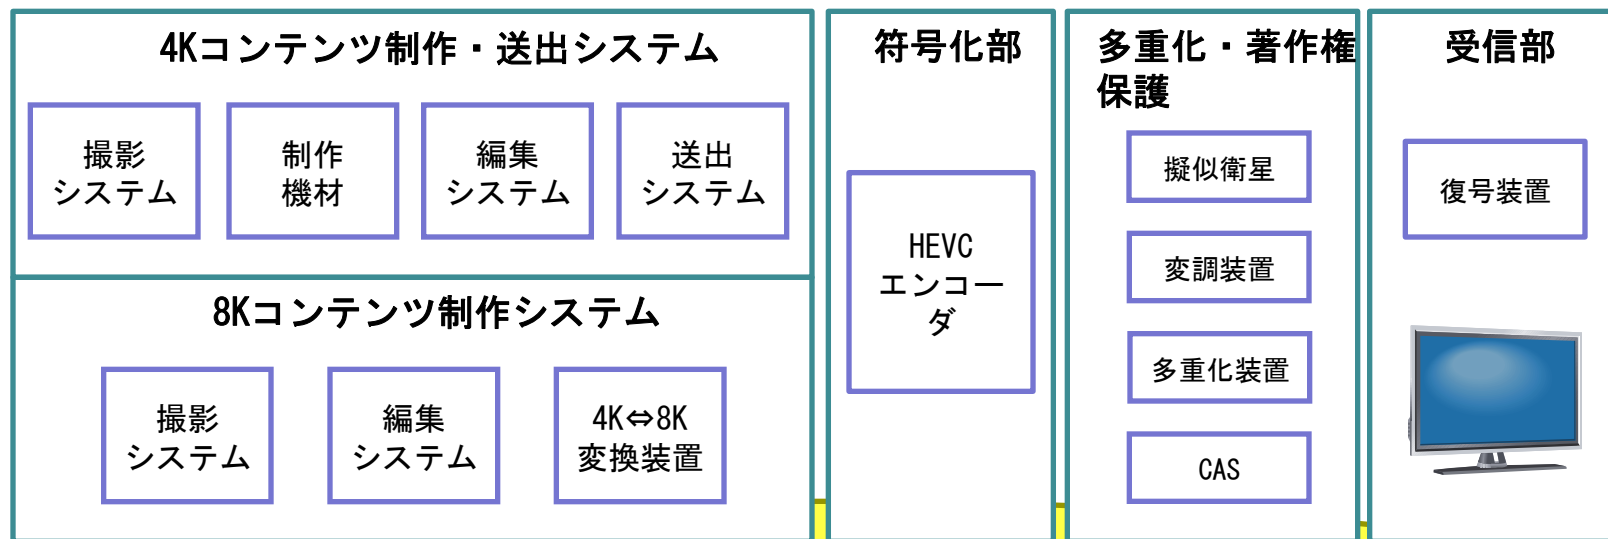 4Kコンテンツ制作・送出システム
撮影
システム
制作
機材
編集
システム
送出
システム
8Kコンテンツ制作システム
撮影
システム
編集
システム
4K⇔8K
変換装置
符号化部
HEVC
エンコー
ダ
多重化・著作権
保護
擬似衛星
変調装置
多重化装置
CAS
受信部
復号装置